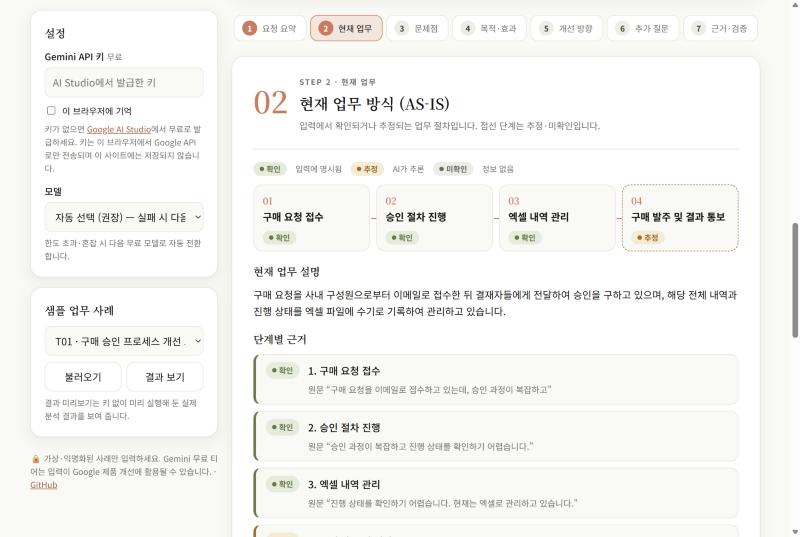 설정
Gemini API 키 무료
AI Studio에서 발급한 키
이 브라우저에 기억
키가 없으면 Google AI Studio에서 무료로 발
급하세요. 키는 이 브라우저에서 Google API
로만 전송되며 이 사이트에는 저장되지 않습니
다.
모델
자동 선택 (권장) — 실패 시 다음
한도 초과·혼잡 시 다음 무료 모델로 자동 전환
합니다.
샘플 업무 사례
T01 · 구매 승인 프로세스 개선
불러오기
결과 보기
결과 미리보기는 키 없이 미리 실행해 둔 실제
분석 결과를 보여 줍니다.
🔒 가상·익명화된 사례만 입력하세요. Gemini 무료 티
어는 입력이 Google 제품 개선에 활용될 수 있습니다. ·
GitHub
1 요청 요약
2 현재 업무
3 문제점
4 목적·효과
5 개선 방향
6 추가 질문
7 근거·검증
STEP 2 · 현재 업무
02 현재 업무 방식 (AS-IS)
입력에서 확인되거나 추정되는 업무 절차입니다. 점선 단계는 추정·미확인입니다.
확인 입력에 명시됨 추정 AI가 추론 미확인 정보 없음
01
구매 요청 접수
확인
02
승인 절차 진행
확인
03
엑셀 내역 관리
확인
04
구매 발주 및 결과 통보
추정
현재 업무 설명
구매 요청을 사내 구성원으로부터 이메일로 접수한 뒤 결재자들에게 전달하여 승인을 구하고 있으며, 해당 전체 내역과
진행 상태를 엑셀 파일에 수기로 기록하여 관리하고 있습니다.
단계별 근거
확인 1. 구매 요청 접수
원문 “구매 요청을 이메일로 접수하고 있는데, 승인 과정이 복잡하고”
확인 2. 승인 절차 진행
원문 “승인 과정이 복잡하고 진행 상태를 확인하기 어렵습니다.”
확인 3. 엑셀 내역 관리
원문 “진행 상태를 확인하기 어렵습니다. 현재는 엑셀로 관리하고 있습니다.”